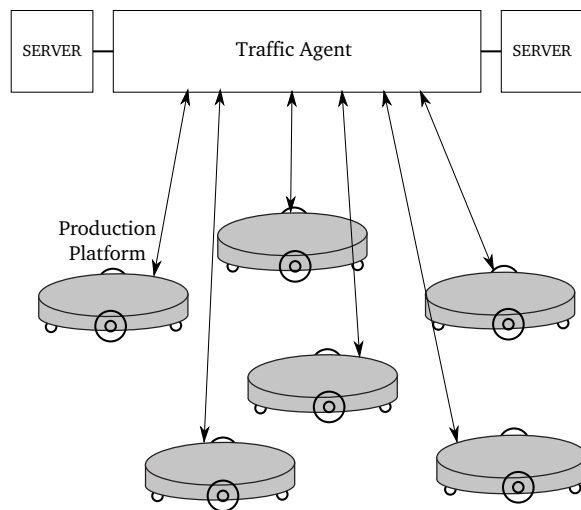 SERVER
Traffic Agent
SERVER
Production
Platform